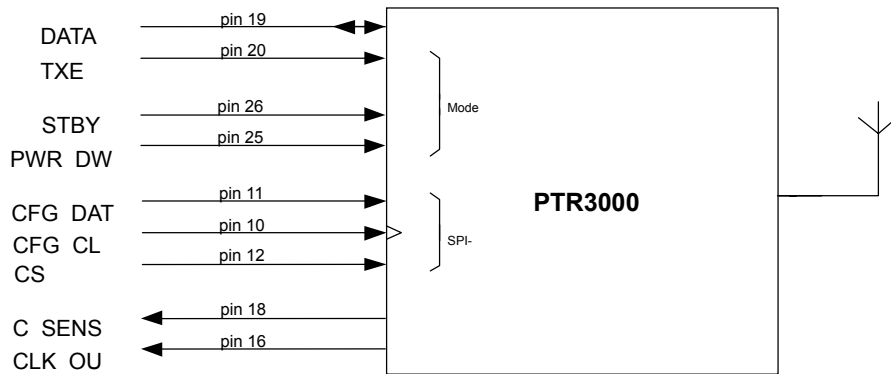 DATA pin 19
TXE pin 20
STBY pin 26
PWR DW pin 25
Mode
CFG DAT pin 11
CFG CL pin 10
CS pin 12
SPI-
PTR3000
C SENS pin 18
CLK OU pin 16